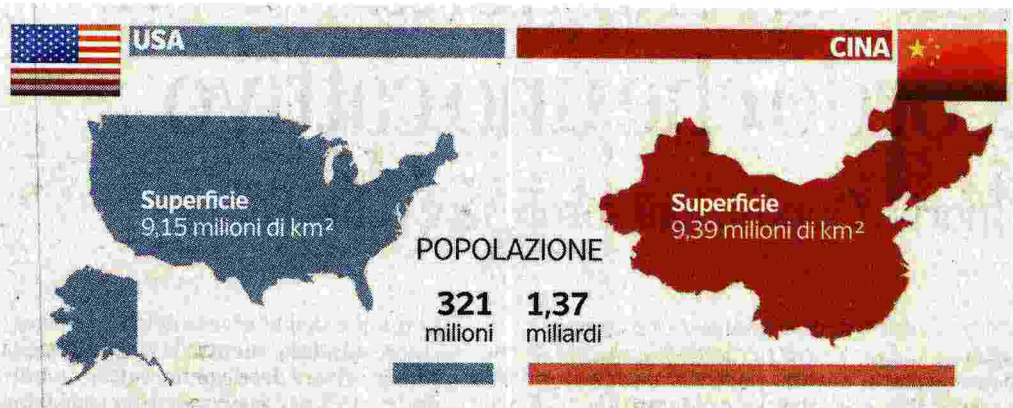 USA
CINA
Superficie
9,15 milioni di km²
Superficie
9,39 milioni di km²
POPOLAZIONE
321 1,37
milioni miliardi